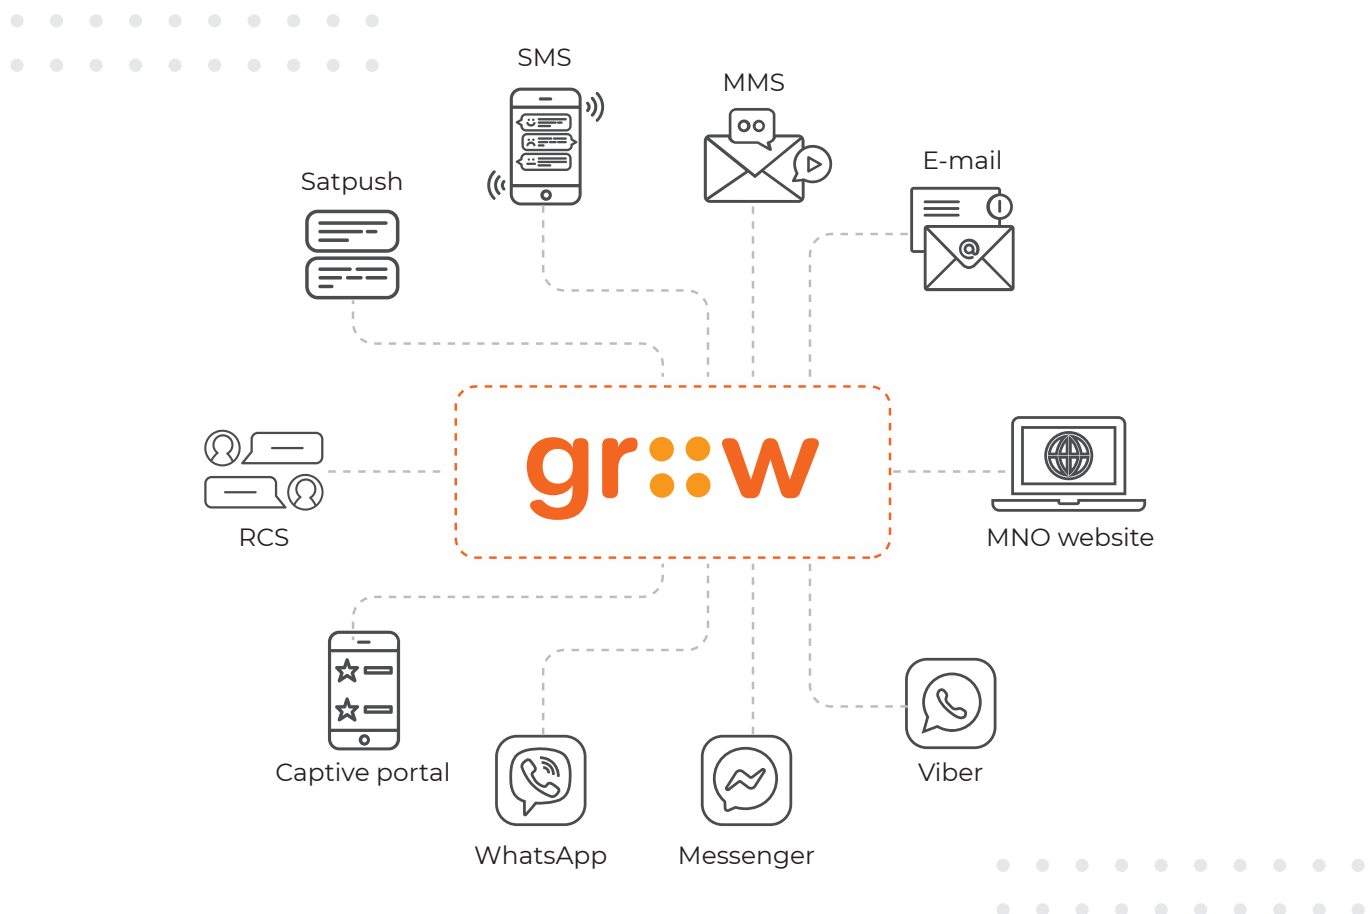 SMS
MMS
E-mail
Satpush
gr::w
RCS
MNO website
Captive portal
Viber
WhatsApp
Messenger